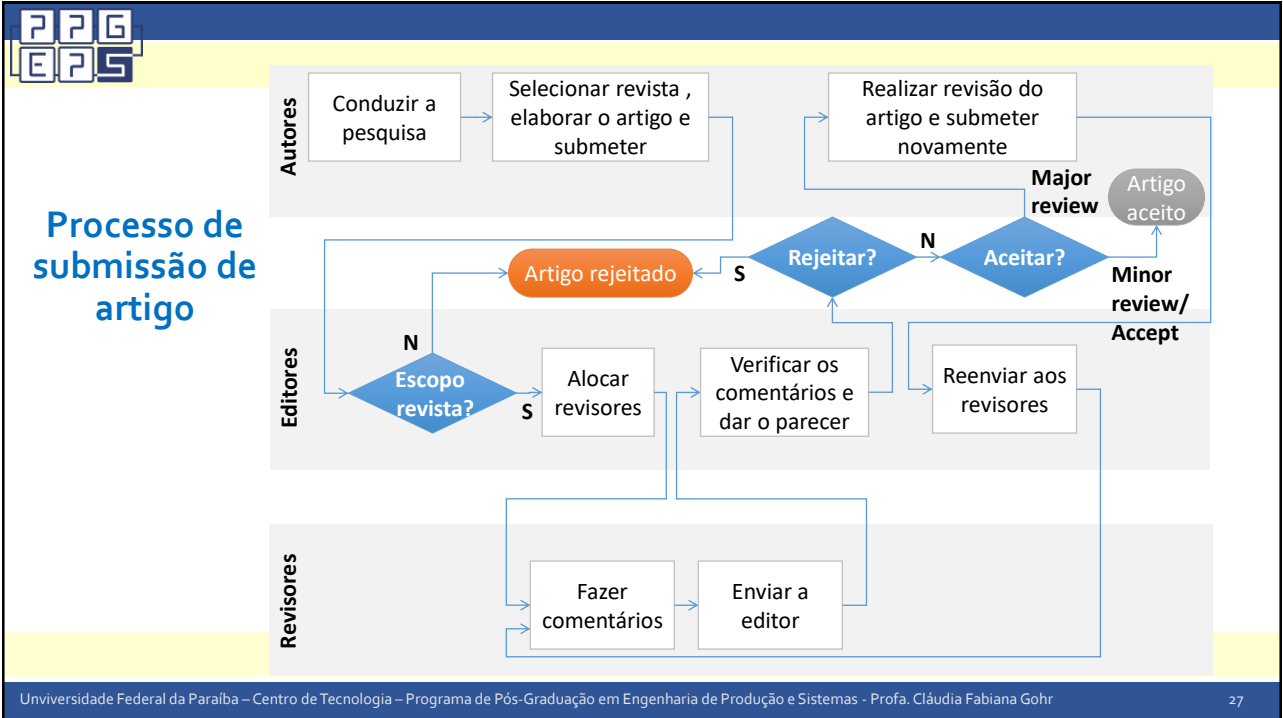 PPG
EPS
Processo de
submissão de
artigo
Autores
Conduzir a
pesquisa
Selecionar revista ,
elaborar o artigo e
submeter
Realizar revisão do
artigo e submeter
novamente
Major
review
Artigo
aceito
Artigo rejeitado
S
Rejeitar?
N
Aceitar?
Minor
review/
Accept
Editores
N
Escopo
revista?
S
Alocar
revisores
Verificar os
comentários e
dar o parecer
Reenviar aos
revisores
Revisores
Fazer
comentários
Enviar a
editor
Unviversidade Federal da Paraíba – Centro de Tecnologia – Programa de Pós-Graduação em Engenharia de Produção e Sistemas - Profa. Cláudia Fabiana Gohr
27